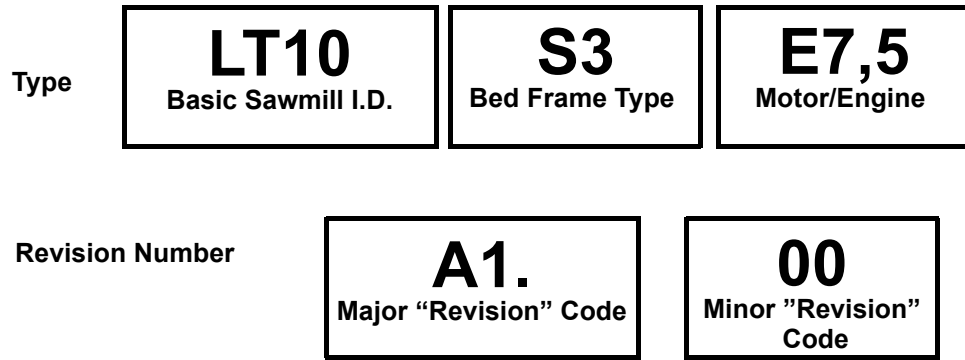 Type
LT10
Basic Sawmill I.D.
S3
Bed Frame Type
E7,5
Motor/Engine
Revision Number
A1.
Major “Revision” Code
00
Minor ”Revision”
Code